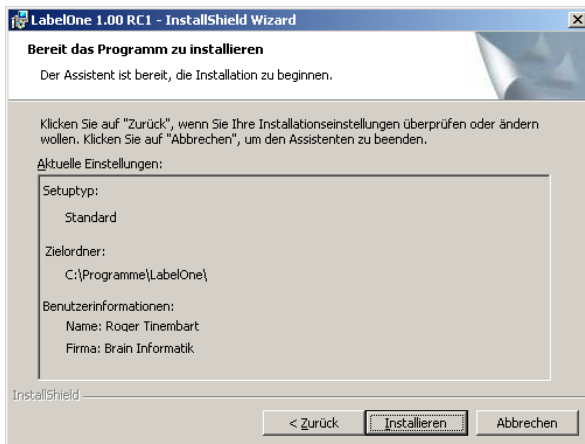 LabelOne 1.00 RC1 - InstallShield Wizard
Bereit das Programm zu installieren
Der Assistent ist bereit, die Installation zu beginnen.
Klicken Sie auf "Zurück", wenn Sie Ihre Installationseinstellungen überprüfen oder ändern
wollen. Klicken Sie auf "Abbrechen", um den Assistenten zu beenden.
Aktuelle Einstellungen:
Setuptyp:
Standard
Zielordner:
C:\Programme\LabelOne\
Benutzerinformationen:
Name: Roger Tinembart
Firma: Brain Informatik
InstallShield
< Zurück Installieren Abbrechen